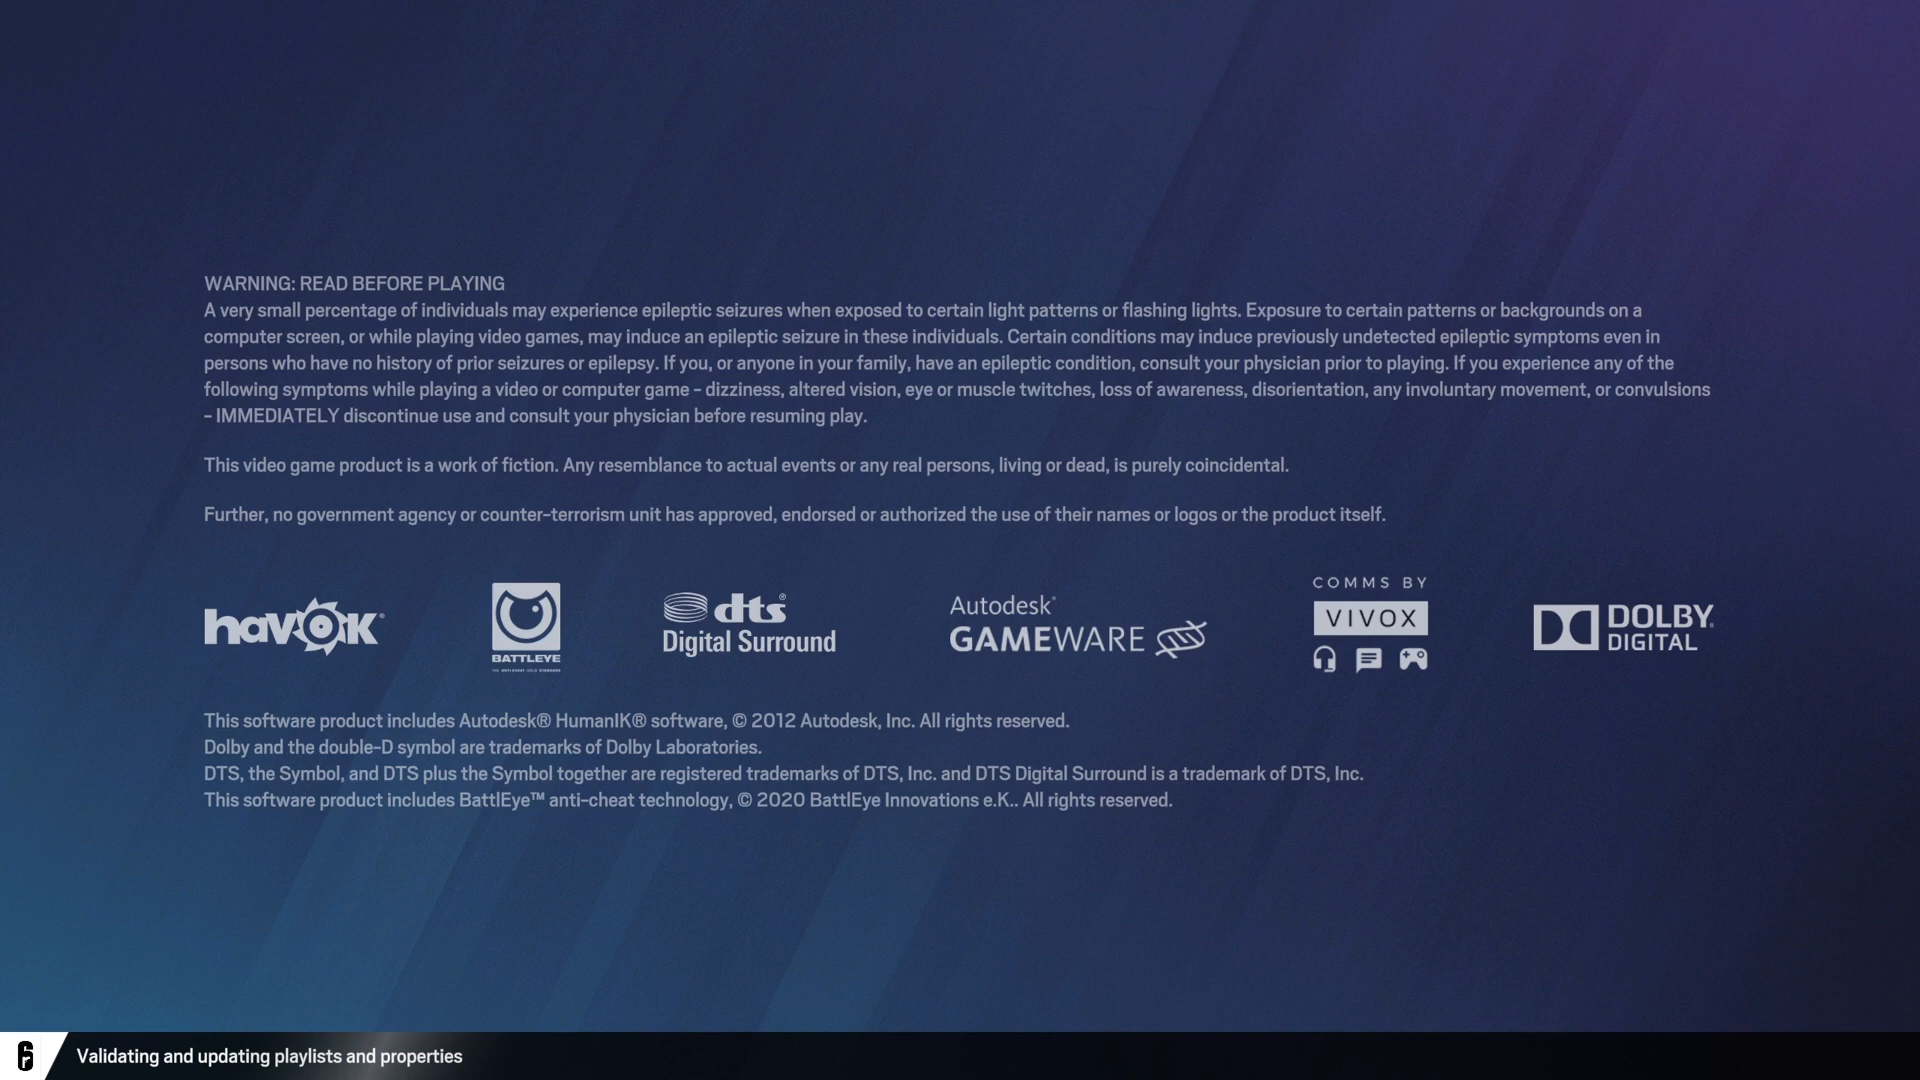 WARNING: READ BEFORE PLAYING
A very small percentage of individuals may experience epileptic seizures when exposed to certain light patterns or flashing lights. Exposure to certain patterns or backgrounds on a
computer screen, or while playing video games, may induce an epileptic seizure in these individuals. Certain conditions may induce previously undetected epileptic symptoms even in
persons who have no history of prior seizures or epilepsy. If you, or anyone in your family, have an epileptic condition, consult your physician prior to playing. If you experience any of the
following symptoms while playing a video or computer game - dizziness, altered vision, eye or muscle twitches, loss of awareness, disorientation, any involuntary movement, or convulsions
- IMMEDIATELY discontinue use and consult your physician before resuming play.
This video game product is a work of fiction. Any resemblance to actual events or any real persons, living or dead, is purely coincidental.
Further, no government agency or counter-terrorism unit has approved, endorsed or authorized the use of their names or logos or the product itself.
havok®
BATTLEYE
THE ANTI-CHEAT GOLD STANDARD
dts®
Digital Surround
Autodesk®
GAMEWARE
COMMS BY
VIVOX
DOLBY®
DIGITAL
This software product includes Autodesk® HumanIK® software, © 2012 Autodesk, Inc. All rights reserved.
Dolby and the double-D symbol are trademarks of Dolby Laboratories.
DTS, the Symbol, and DTS plus the Symbol together are registered trademarks of DTS, Inc. and DTS Digital Surround is a trademark of DTS, Inc.
This software product includes BattlEye™ anti-cheat technology, © 2020 BattlEye Innovations e.K.. All rights reserved.
Validating and updating playlists and properties